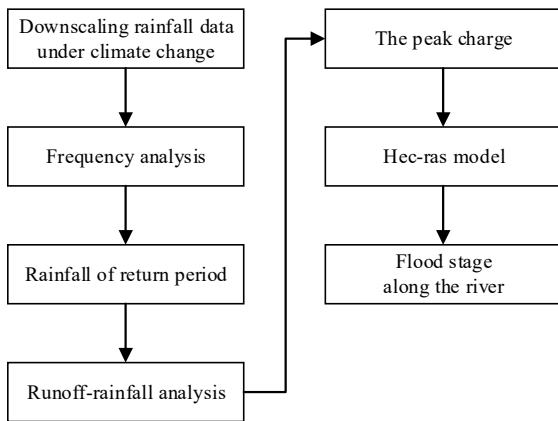 Downscaling rainfall data
under climate change
Frequency analysis
Rainfall of return period
Runoff-rainfall analysis
The peak charge
Hec-ras model
Flood stage
along the river